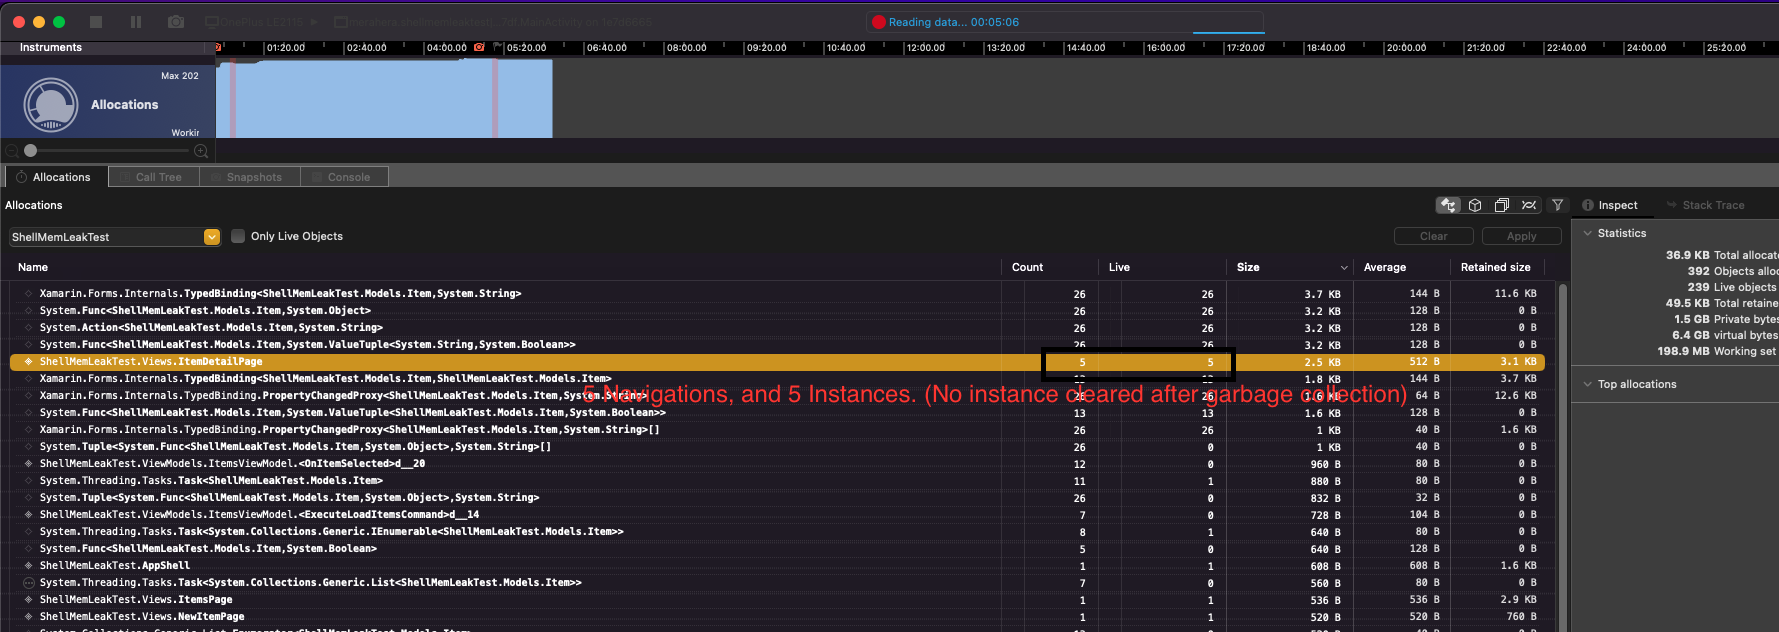 OnePlus LE2115
Reading data... 00:05:06
Instruments
01:20.00 02:40.00 04:00.00 05:20.00 06:40.00 08:00.00 09:20.00 10:40.00 12:00.00 13:20.00 14:40.00 16:00.00 17:20.00 18:40.00 20:00.00 21:20.00 22:40.00 24:00.00 25:20.00
Max 202
Allocations
Workir
Allocations Call Tree Snapshots Console
Allocations
Inspect Stack Trace
ShellMemLeakTest Only Live Objects Clear Apply
Statistics
36.9 KB Total allocate
392 Objects allo
239 Live objects
49.5 KB Total retaine
1.5 GB Private bytes
6.4 GB virtual bytes
198.9 MB Working set
Top allocations
Name Count Live Size Average Retained size
Xamarin.Forms.Internals.TypedBinding<ShellMemLeakTest.Models.Item,System.String> 26 26 3.7 KB 144 B 11.6 KB
System.Func<ShellMemLeakTest.Models.Item,System.Object> 26 26 3.2 KB 128 B 0 B
System.Action<ShellMemLeakTest.Models.Item,System.String> 26 26 3.2 KB 128 B 0 B
System.Func<ShellMemLeakTest.Models.Item,System.ValueTuple<System.String,System.Boolean>> 26 26 3.2 KB 128 B 0 B
ShellMemLeakTest.Views.ItemDetailPage 5 5 2.5 KB 512 B 3.1 KB
Xamarin.Forms.Internals.TypedBinding<ShellMemLeakTest.Models.Item,ShellMemLeakTest.Models.Item> 13 13 1.8 KB 144 B 3.7 KB
5 Navigations, and 5 Instances. (No instance cleared after garbage collection)
Xamarin.Forms.Internals.TypedBinding.PropertyChangedProxy<ShellMemLeakTest.Models.Item,System.String> 26 26 1.6 KB 64 B 12.6 KB
System.Func<ShellMemLeakTest.Models.Item,System.ValueTuple<ShellMemLeakTest.Models.Item,System.Boolean>> 13 13 1.6 KB 128 B 0 B
Xamarin.Forms.Internals.TypedBinding.PropertyChangedProxy<ShellMemLeakTest.Models.Item,System.String>[] 26 26 1 KB 40 B 1.6 KB
System.Tuple<System.Func<ShellMemLeakTest.Models.Item,System.Object>,System.String>[] 26 0 1 KB 40 B 0 B
ShellMemLeakTest.ViewModels.ItemsViewModel.<OnItemSelected>d__20 12 0 960 B 80 B 0 B
System.Threading.Tasks.Task<ShellMemLeakTest.Models.Item> 11 1 880 B 80 B 0 B
System.Tuple<System.Func<ShellMemLeakTest.Models.Item,System.Object>,System.String> 26 0 832 B 32 B 0 B
ShellMemLeakTest.ViewModels.ItemsViewModel.<ExecuteLoadItemsCommand>d__14 7 0 728 B 104 B 0 B
System.Threading.Tasks.Task<System.Collections.Generic.IEnumerable<ShellMemLeakTest.Models.Item>> 8 1 640 B 80 B 0 B
System.Func<ShellMemLeakTest.Models.Item,System.Boolean> 5 0 640 B 128 B 0 B
ShellMemLeakTest.AppShell 1 1 608 B 608 B 1.6 KB
System.Threading.Tasks.Task<System.Collections.Generic.List<ShellMemLeakTest.Models.Item>> 7 0 560 B 80 B 0 B
ShellMemLeakTest.Views.ItemsPage 1 1 536 B 536 B 2.9 KB
ShellMemLeakTest.Views.NewItemPage 1 1 520 B 520 B 760 B